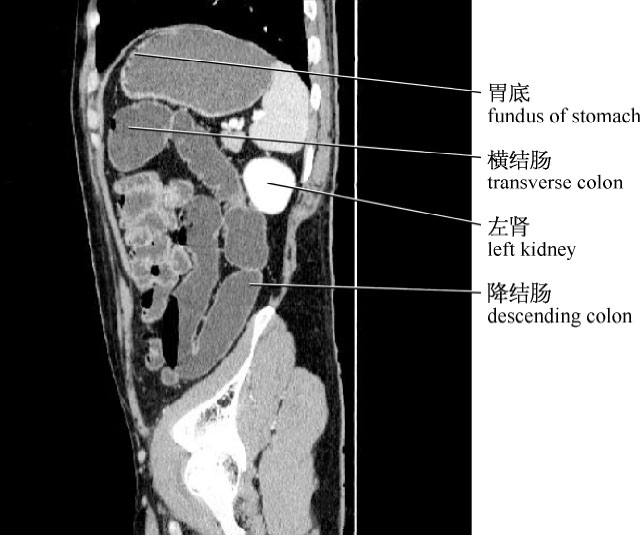 胃底
fundus of stomach
横结肠
transverse colon
左肾
left kidney
降结肠
descending colon